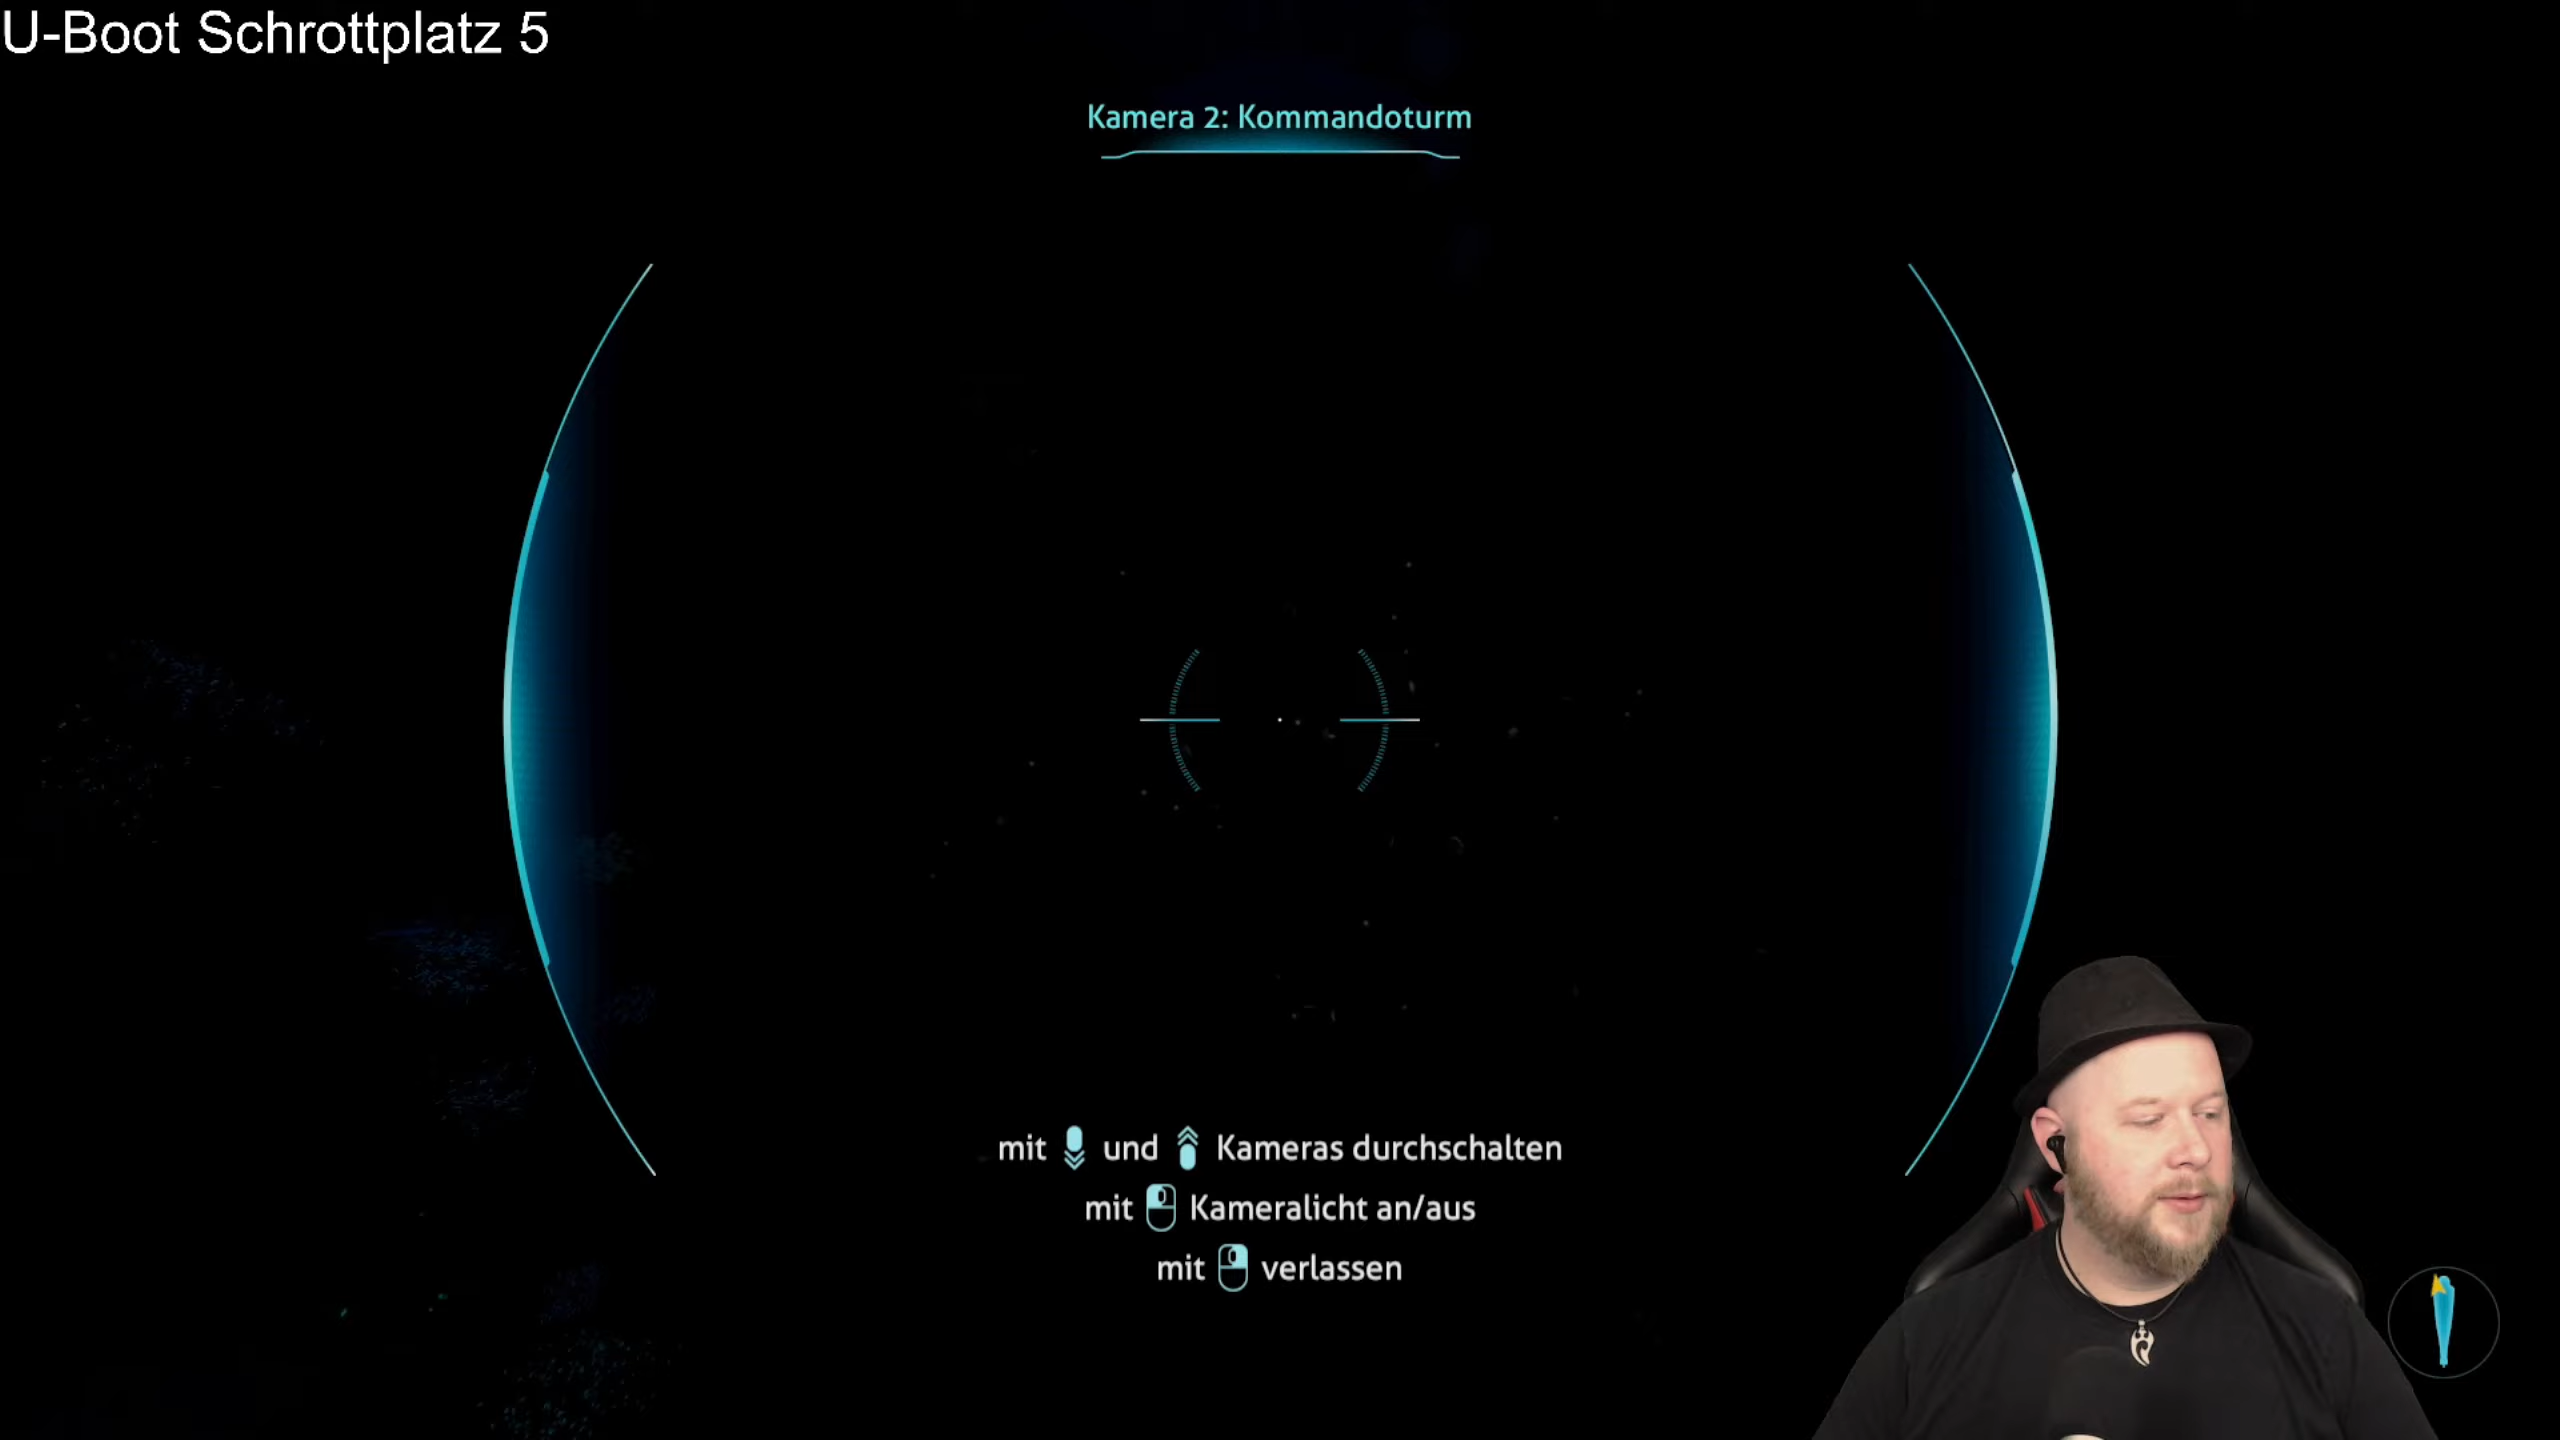 U-Boot Schrottplatz 5
Kamera 2: Kommandoturm
mit und Kameras durchschalten
mit Kameralicht an/aus
mit verlassen